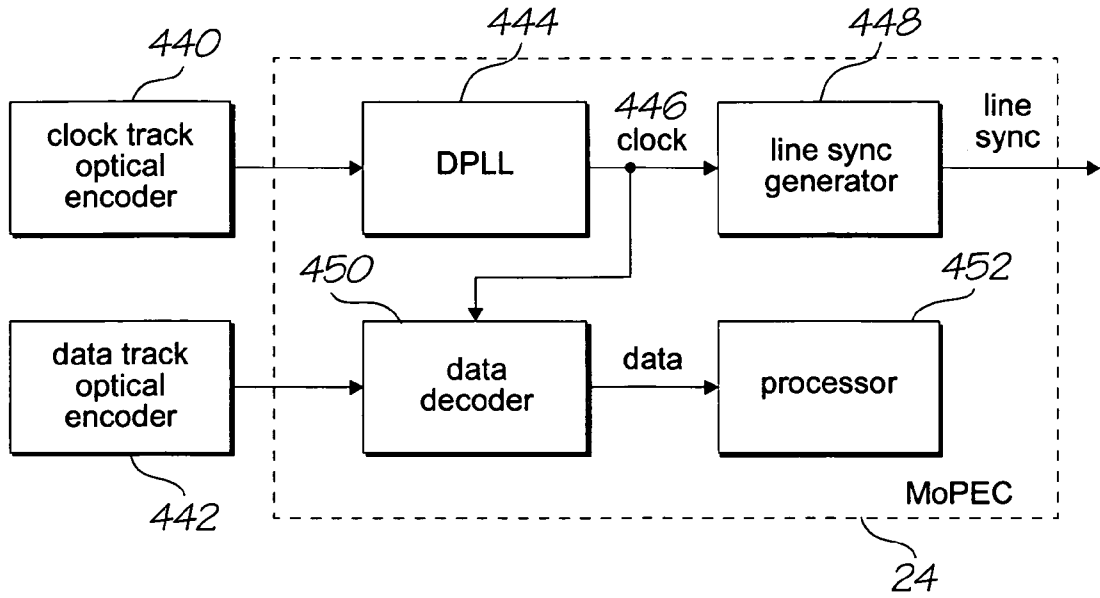 440
444
448
clock track
optical
encoder
DPLL
446
clock
line sync
generator
line
sync
450
452
data track
optical
encoder
data
decoder
data
processor
MoPEC
442
24